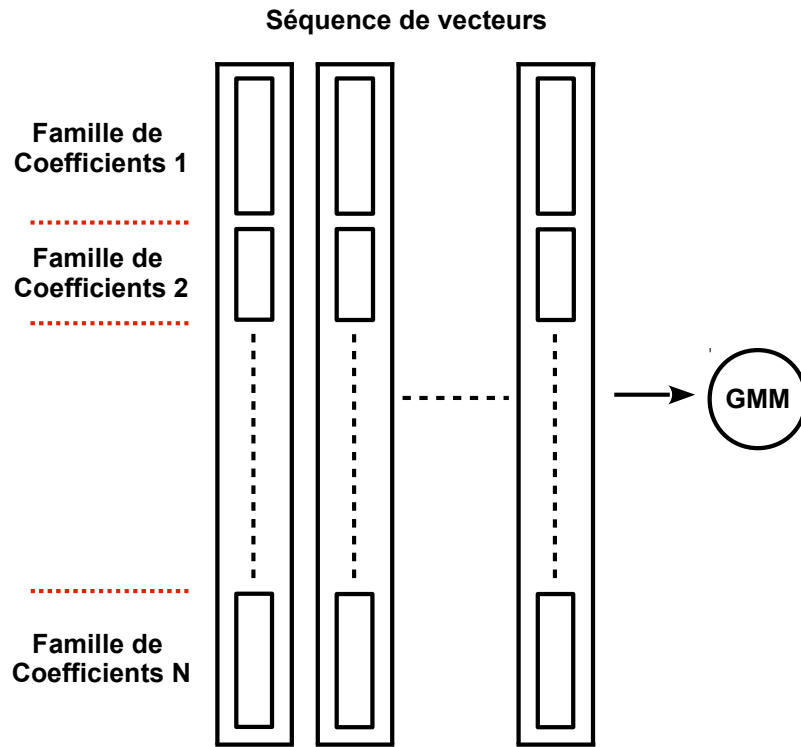 Séquence de vecteurs
Famille de
Coefficients 1
Famille de
Coefficients 2
GMM
Famille de
Coefficients N